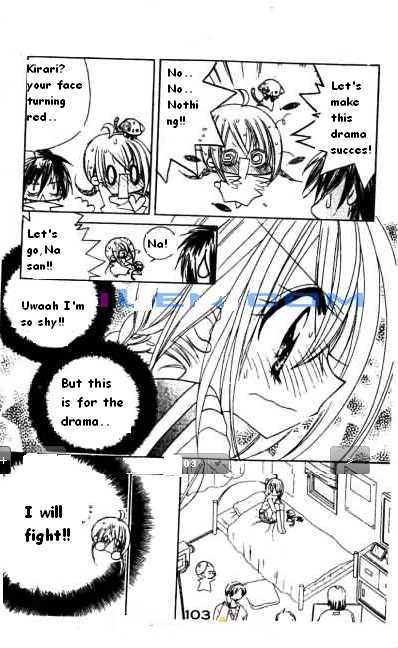 Kirari?
your face
turning
red..
No..
No..
Nothi
ng!!
Let's
make
this
drama
succes!
Let's
go,Na
san!!
Na!
Uwaah I'm
so shy!!
But this
is for the
drama..
I will
fight!!
03
103